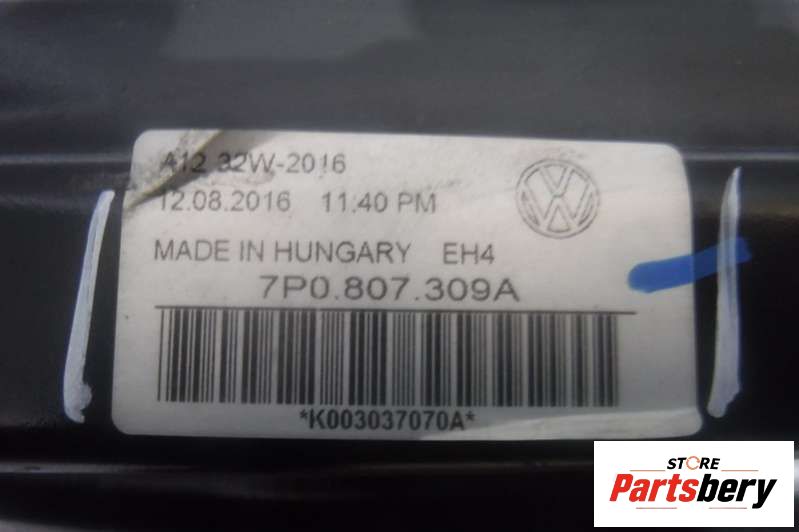 A12 32W-2016
12.08.2016 11:40 PM
MADE IN HUNGARY EH4
7P0.807.309A
*K003037070A*
STORE
Partsbery